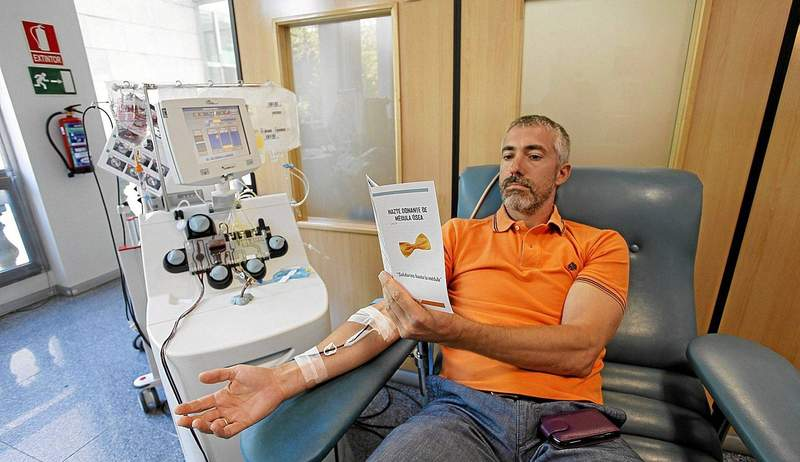 EXTINTOR
HAZTE DONANTE DE
MÉDULA ÓSEA
"Solidarios hasta la médula"